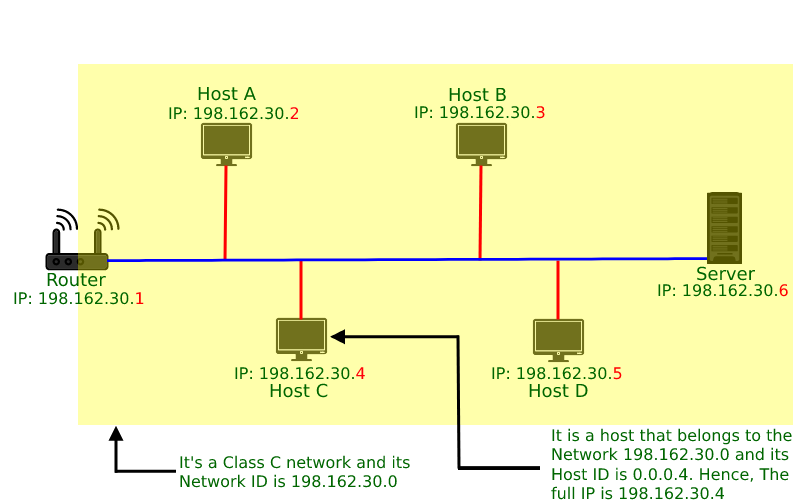 Host A
IP: 198.162.30.2
Host B
IP: 198.162.30.3
Router
IP: 198.162.30.1
Server
IP: 198.162.30.6
IP: 198.162.30.4
Host C
IP: 198.162.30.5
Host D
It's a Class C network and its
Network ID is 198.162.30.0
It is a host that belongs to the
Network 198.162.30.0 and its
Host ID is 0.0.0.4. Hence, The
full IP is 198.162.30.4